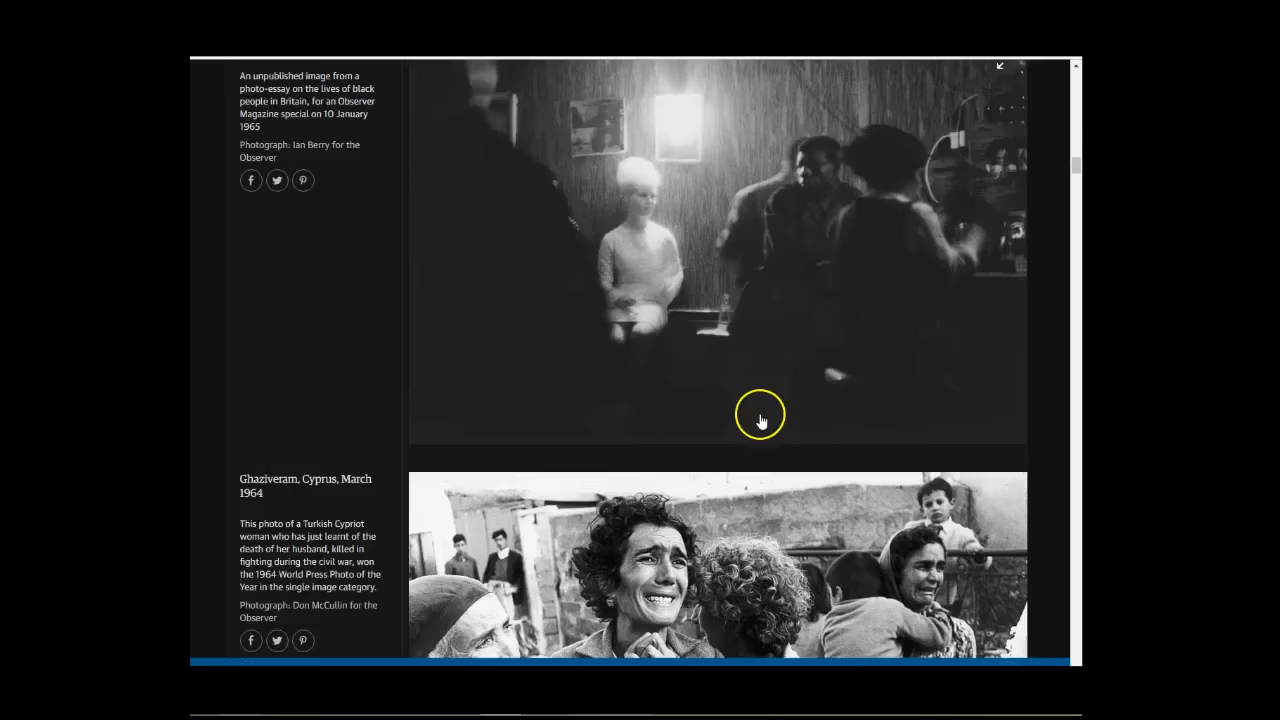 An unpublished image from a
photo-essay on the lives of black
people in Britain, for an Observer
Magazine special on 10 January
1965
Photograph: Ian Berry for the
Observer
Ghaziveram, Cyprus, March
1964
This photo of a Turkish Cypriot
woman who has just learnt of the
death of her husband, killed in
fighting during the civil war, won
the 1964 World Press Photo of the
Year in the single image category.
Photograph: Don McCullin for the
Observer